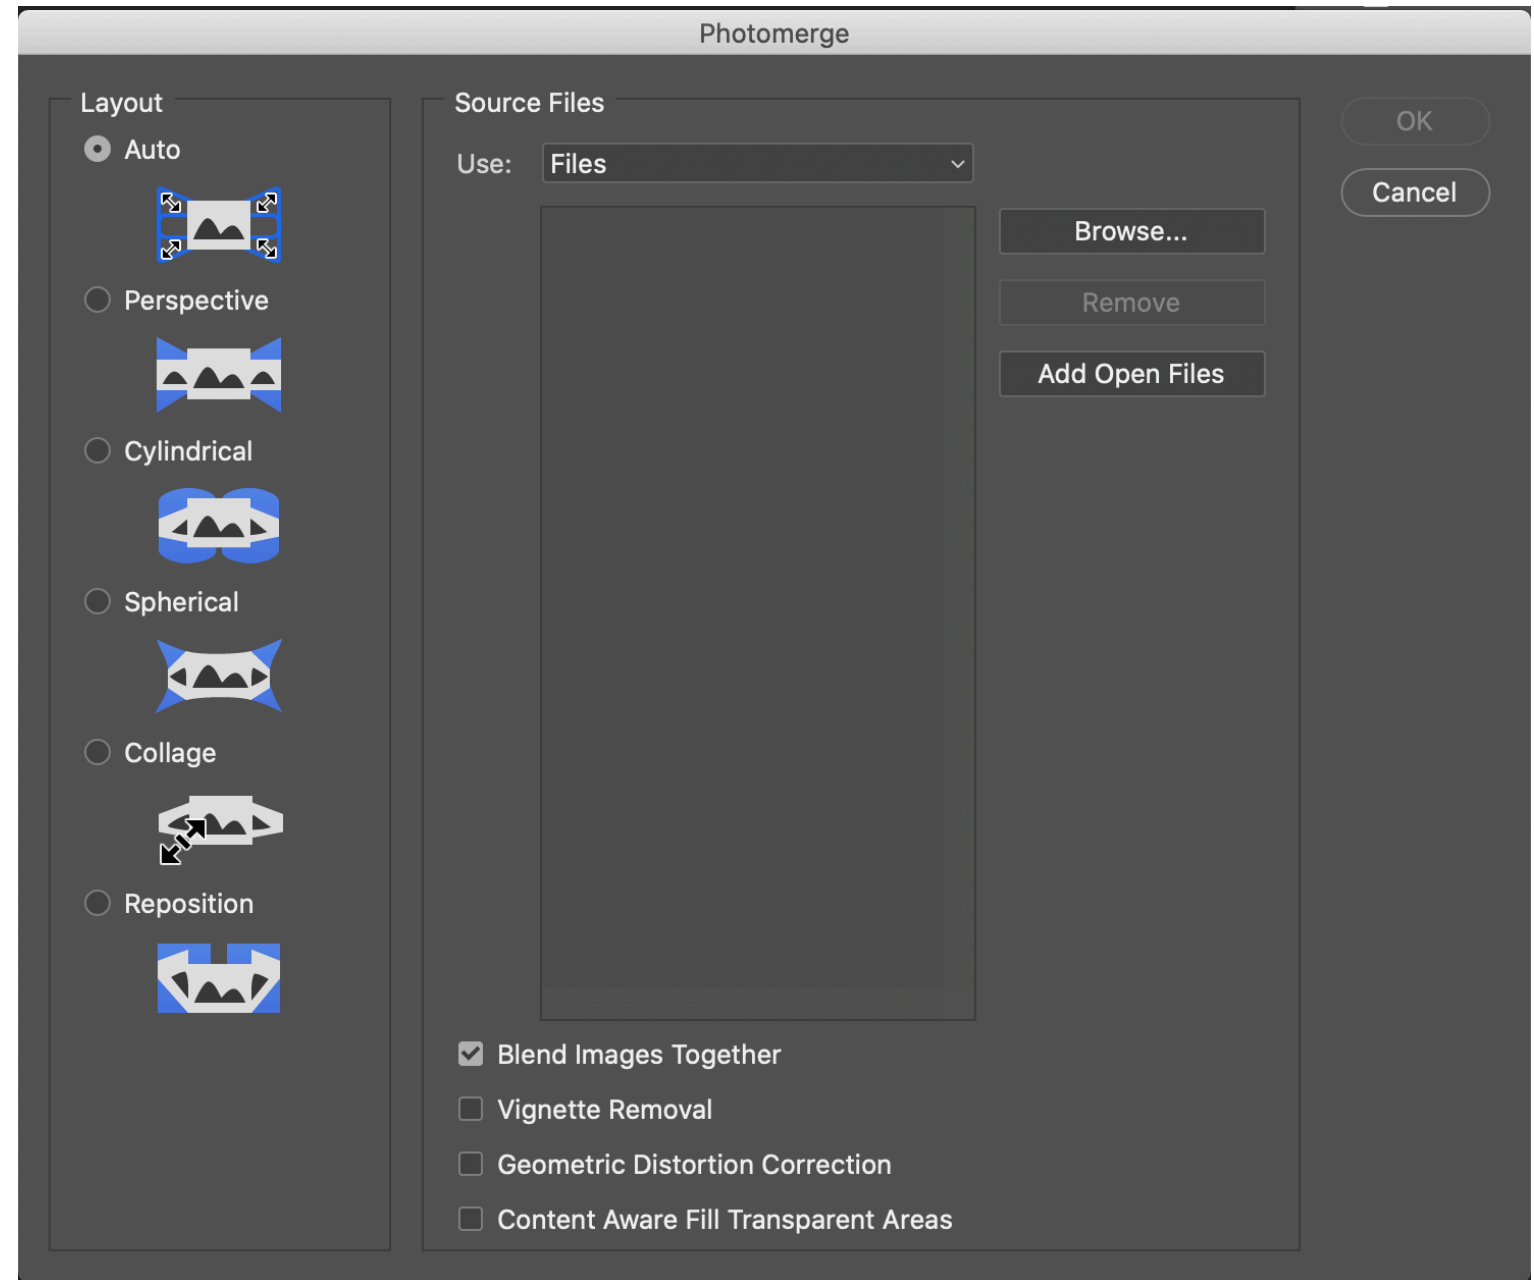 Photomerge
Layout
Auto
Perspective
Cylindrical
Spherical
Collage
Reposition
Source Files
Use: Files
Browse...
Remove
Add Open Files
Blend Images Together
Vignette Removal
Geometric Distortion Correction
Content Aware Fill Transparent Areas
OK
Cancel